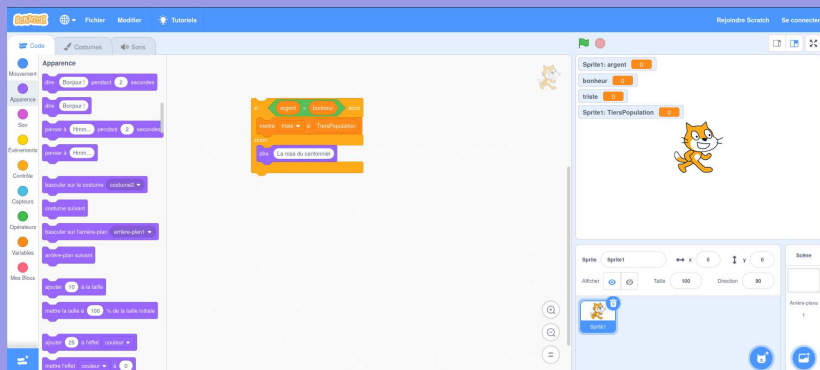 SCRATCH Fichier Modifier Tutoriels Rejoindre Scratch Se connecter
Code Costumes Sons
Mouvement
Apparence
Son
Événements
Contrôle
Capteurs
Opérateurs
Variables
Mes Blocs
Apparence
dire Bonjour ! pendant 2 secondes
dire Bonjour !
penser à Hmm... pendant 2 secondes
penser à Hmm...
basculer sur le costume costume2
costume suivant
basculer sur l'arrière-plan arrière-plan1
arrière-plan suivant
ajouter 10 à la taille
mettre la taille à 100 % de la taille initiale
ajouter 25 à l'effet couleur
mettre l'effet couleur à 0
si argent = bonheur alors
mettre triste à TiersPopulation
sinon
dire La rose du cantonnier
Sprite1: argent 0
bonheur 0
triste 0
Sprite1: TiersPopulation 0
Sprite Sprite1 x 0 y 0
Afficher Taille 100 Direction 90
Sprite1
Scène
Arrière-plans
1